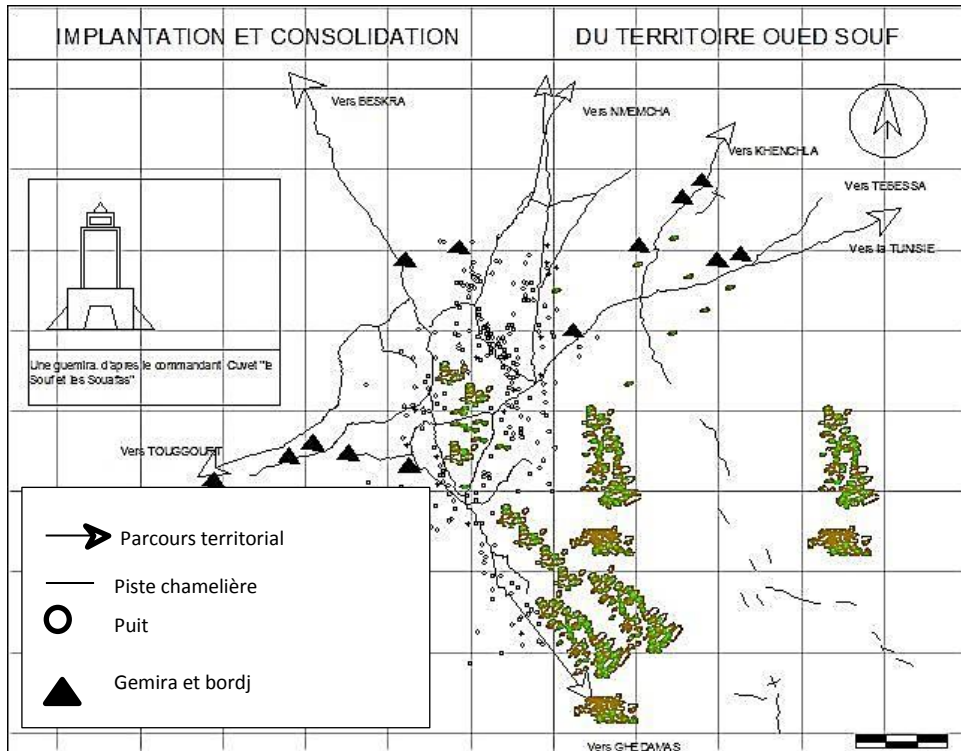 IMPLANTATION ET CONSOLIDATION DU TERRITOIRE OUED SOUF
Vers BESKRA
Vers NMEMCHA
Vers KHENCHLA
Vers TEBESSA
Vers la TUNISIE
Une guemira. d'apres le commandant Cuvet "le
Souf et les Souafas"
Vers TOUGGOURT
Parcours territorial
Piste chamelière
Puit
Gemira et bordj
Vers GHEDAMAS